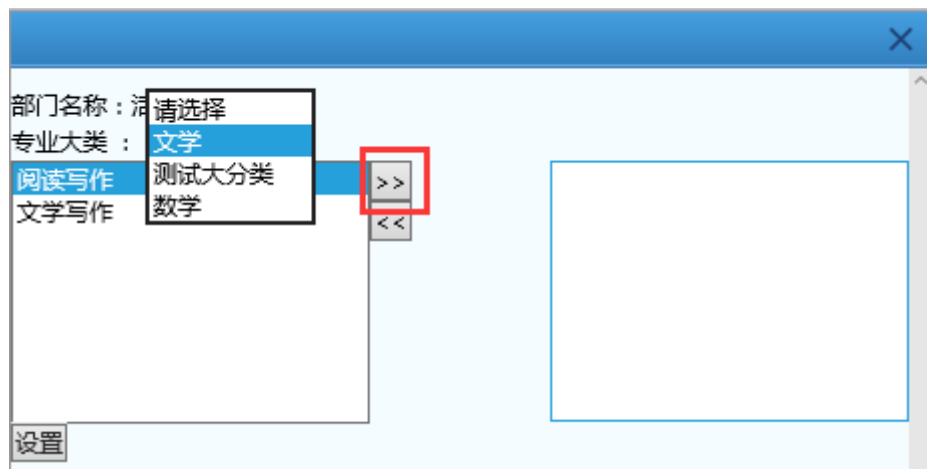 部门名称：
请选择
专业大类 ：
文学
阅读写作
测试大分类
>>
文学写作
数学
<<
设置